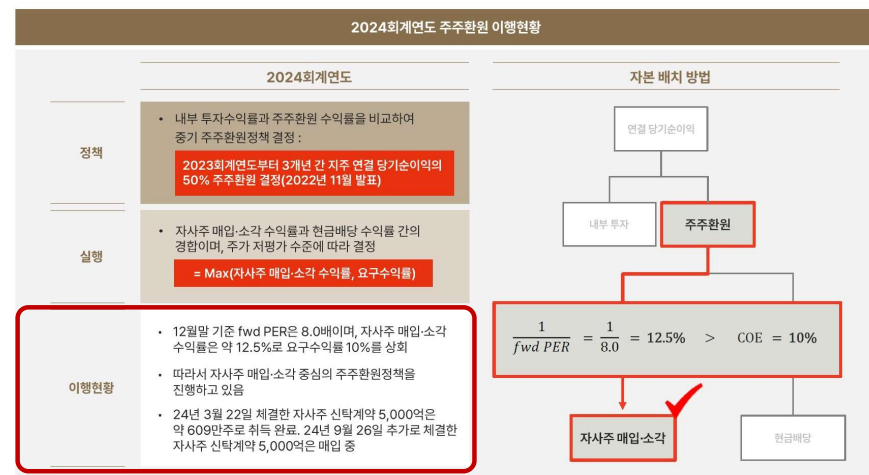 2024회계연도 주주환원 이행현황
2024회계연도
정책
• 내부 투자수익률과 주주환원 수익률을 비교하여
중기 주주환원정책 결정 :
2023회계연도부터 3개년 간 지주 연결 당기순이익의
50% 주주환원 결정(2022년 11월 발표)
실행
• 자사주 매입·소각 수익률과 현금배당 수익률 간의
경합이며, 주가 저평가 수준에 따라 결정
= Max(자사주 매입·소각 수익률, 요구수익률)
이행현황
• 12월말 기준 fwd PER은 8.0배이며, 자사주 매입·소각
수익률은 약 12.5%로 요구수익률 10%를 상회
• 따라서 자사주 매입·소각 중심의 주주환원정책을
진행하고 있음
• 24년 3월 22일 체결한 자사주 신탁계약 5,000억은
약 609만주로 취득 완료. 24년 9월 26일 추가로 체결한
자사주 신탁계약 5,000억은 매입 중
자본 배치 방법
연결 당기순이익
내부 투자
주주환원
1/fwd PER = 1/8.0 = 12.5% > COE = 10%
자사주 매입·소각
현금배당